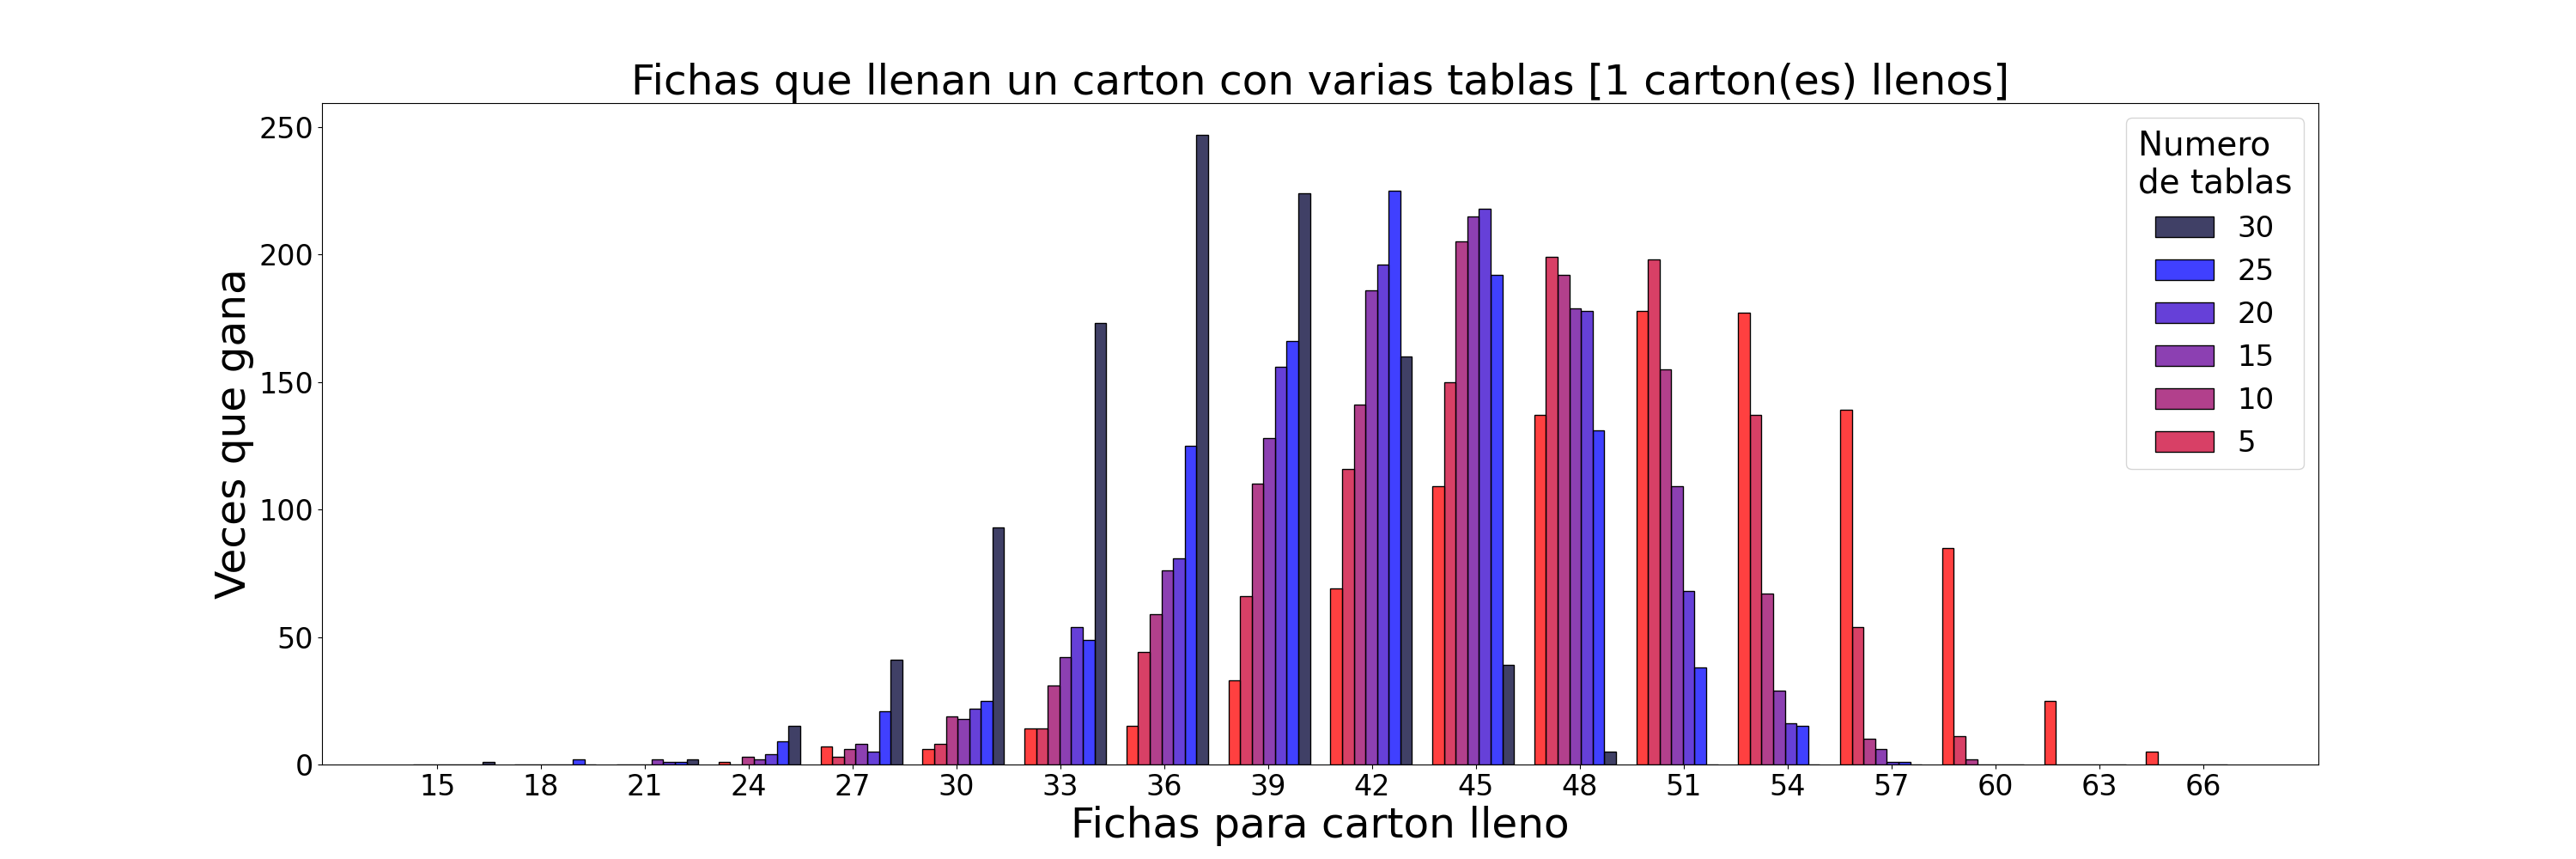 Fichas que llenan un carton con varias tablas [1 carton(es) llenos]
Veces que gana
250
200
150
100
50
0
Numero
de tablas
30
25
20
15
10
5
15 18 21 24 27 30 33 36 39 42 45 48 51 54 57 60 63 66
Fichas para carton lleno